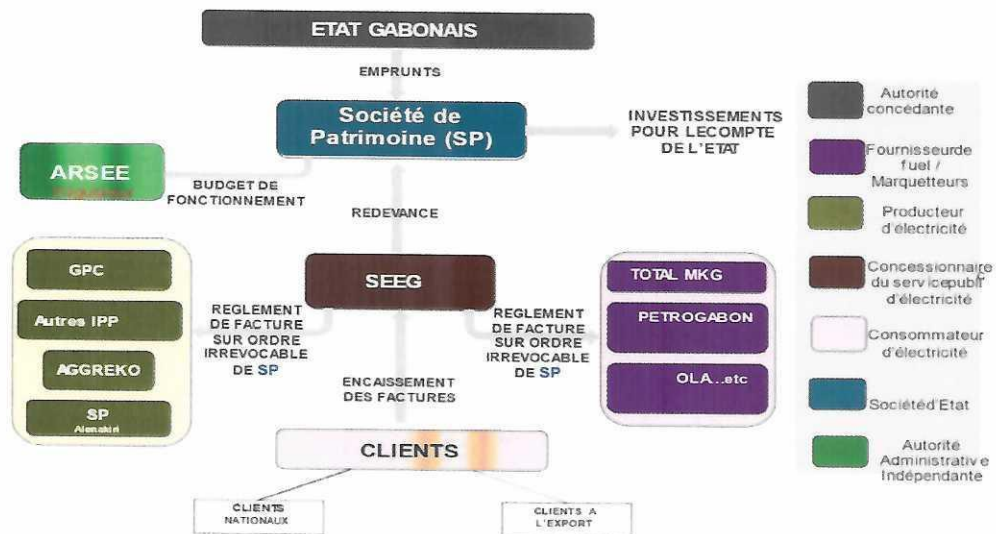 ETAT GABONAIS
EMPRUNTS
Société de
Patrimoine (SP)
INVESTISSEMENTS
POUR LECOMPTE
DE L'ETAT
ARSEE
BUDGET DE
FONCTIONNEMENT
REDEVANCE
GPC
Autres IPP
AGGREKO
SP
Alenakiri
REGLEMENT
DE FACTURE
SUR ORDRE
IRREVOCABLE
DE SP
SEEG
REGLEMENT
DE FACTURE
SUR ORDRE
IRREVOCABLE
DE SP
TOTAL MKG
PETROGABON
OLA...etc
ENCAISSEMENT
DES FACTURES
CLIENTS
CLIENTS
NATIONAUX
CLIENTS A
L'EXPORT
Autorité
concédante
Fournisseurde
fuel /
Marquetteurs
Producteur
d'électricité
Concessionnaire
du servicepublic
d'électricité
Consommateur
d'électricité
Sociétéd'Etat
Autorité
Administrative
Indépendante